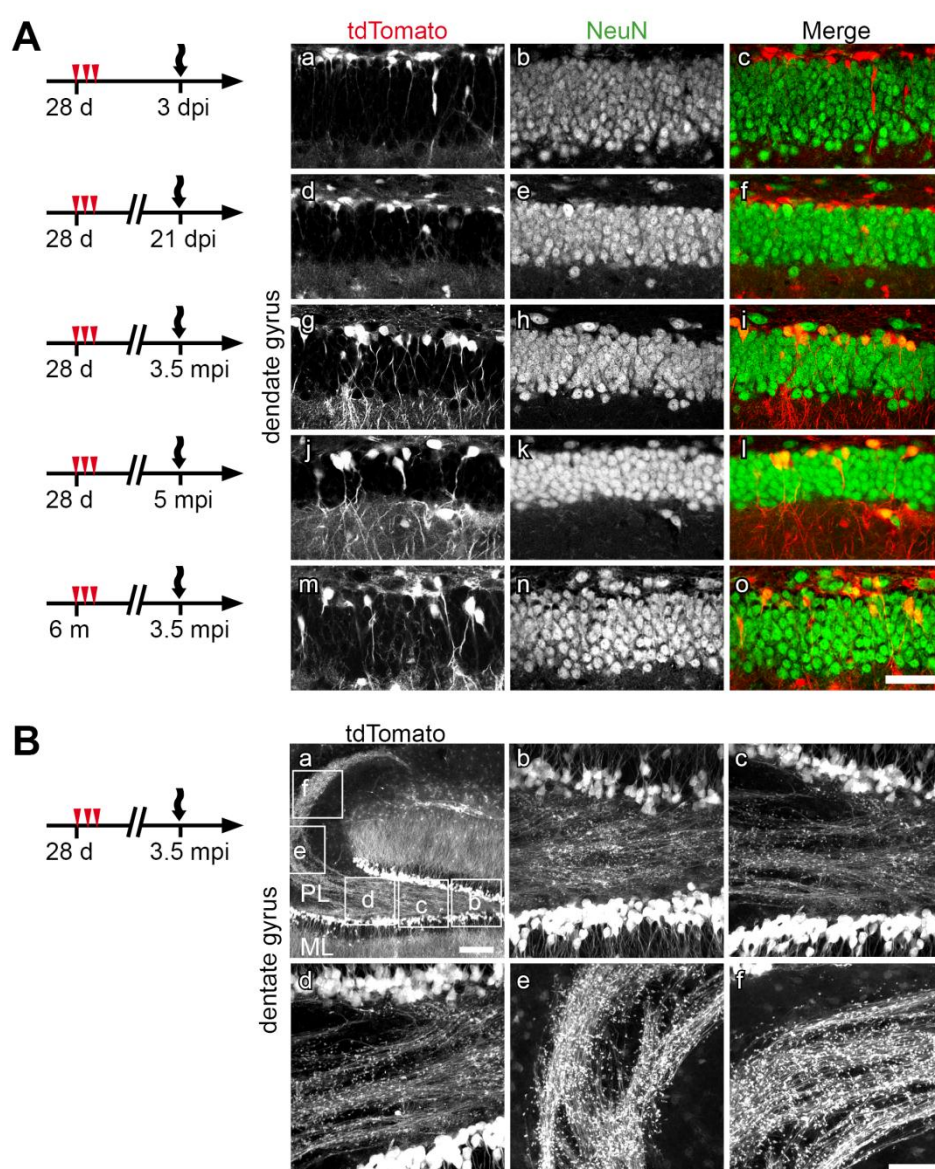 A
tdTomato
NeuN
Merge
28 d
3 dpi
a
b
c
28 d
21 dpi
d
e
f
28 d
3.5 mpi
g
h
i
28 d
5 mpi
j
k
l
6 m
3.5 mpi
m
n
o
dendate gyrus
B
tdTomato
28 d
3.5 mpi
a
f
e
PL
d
c
b
ML
b
c
d
e
f
dentate gyrus